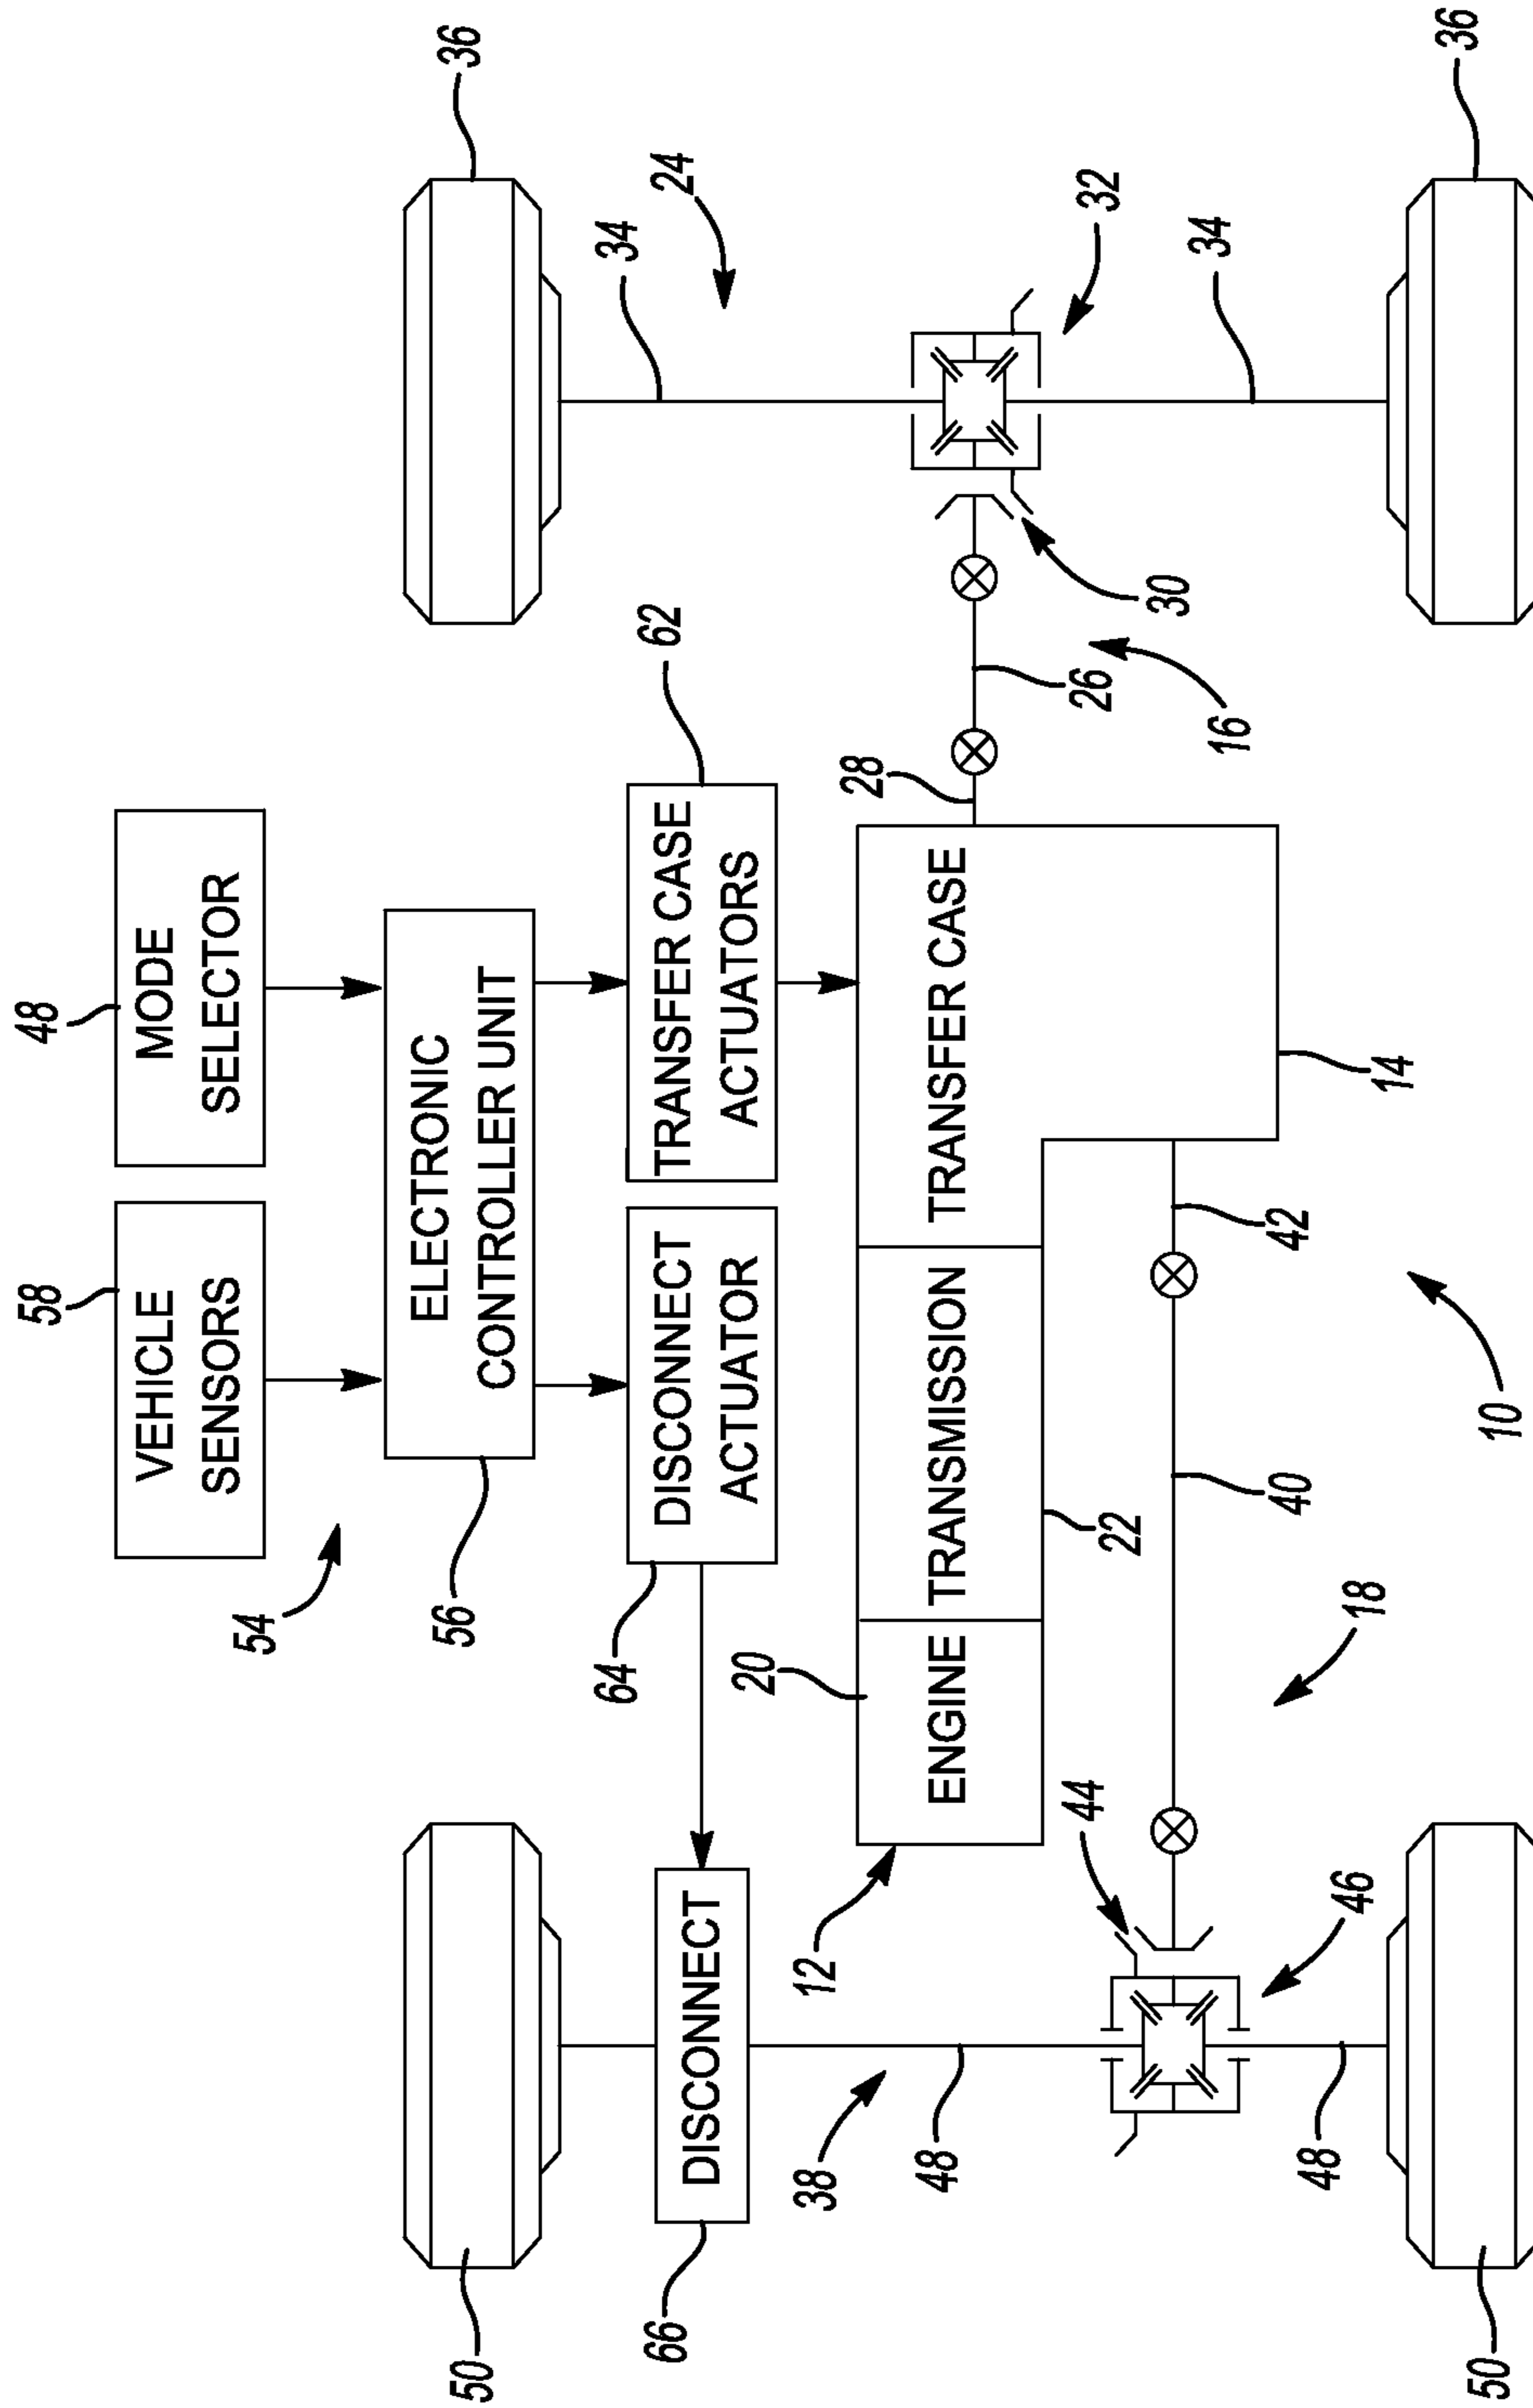 58
48
VEHICLE
SENSORS
MODE
SELECTOR
54
50
56
36
ELECTRONIC
CONTROLLER UNIT
66
64
34
62
24
DISCONNECT
DISCONNECT
ACTUATOR
TRANSFER CASE
ACTUATORS
20
38
12
28
48
ENGINE
TRANSMISSION
TRANSFER CASE
44
22
26
32
30
18
46
40
42
16
34
48
14
10
50
36